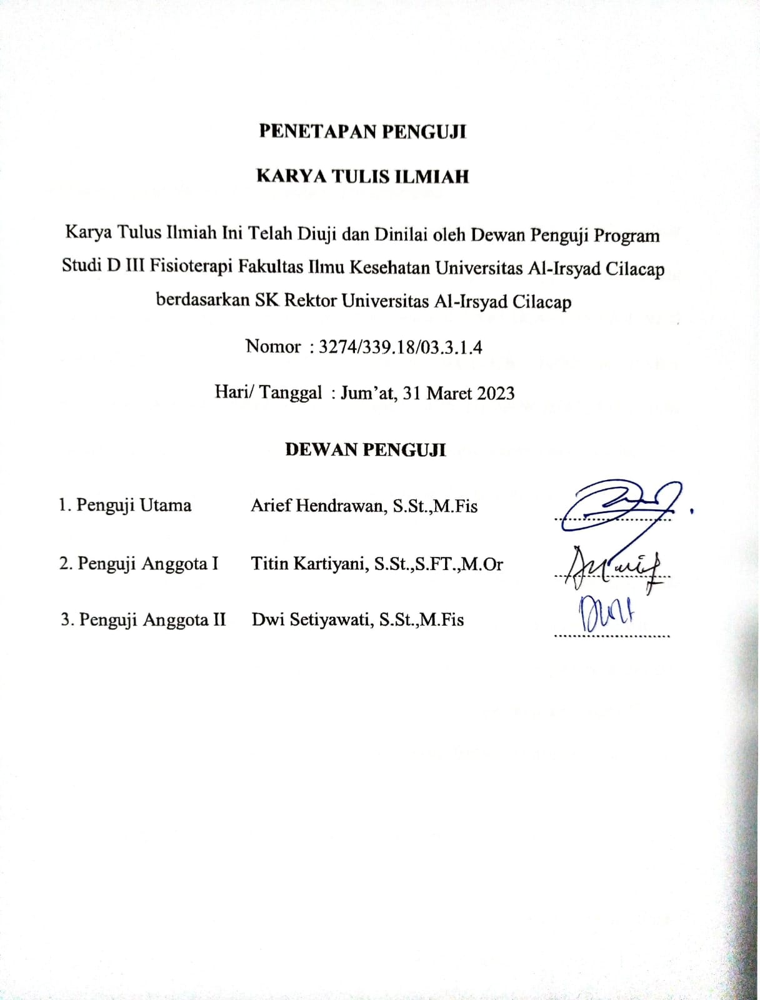 PENETAPAN PENGUJI
KARYA TULIS ILMIAH
Karya Tulus Ilmiah Ini Telah Diuji dan Dinilai oleh Dewan Penguji Program
Studi D III Fisioterapi Fakultas Ilmu Kesehatan Universitas Al-Irsyad Cilacap
berdasarkan SK Rektor Universitas Al-Irsyad Cilacap
Nomor : 3274/339.18/03.3.1.4
Hari/ Tanggal : Jum'at, 31 Maret 2023
DEWAN PENGUJI
1. Penguji Utama Arief Hendrawan, S.St.,M.Fis
2. Penguji Anggota I Titin Kartiyani, S.St.,S.FT.,M.Or
3. Penguji Anggota II Dwi Setiyawati, S.St.,M.Fis